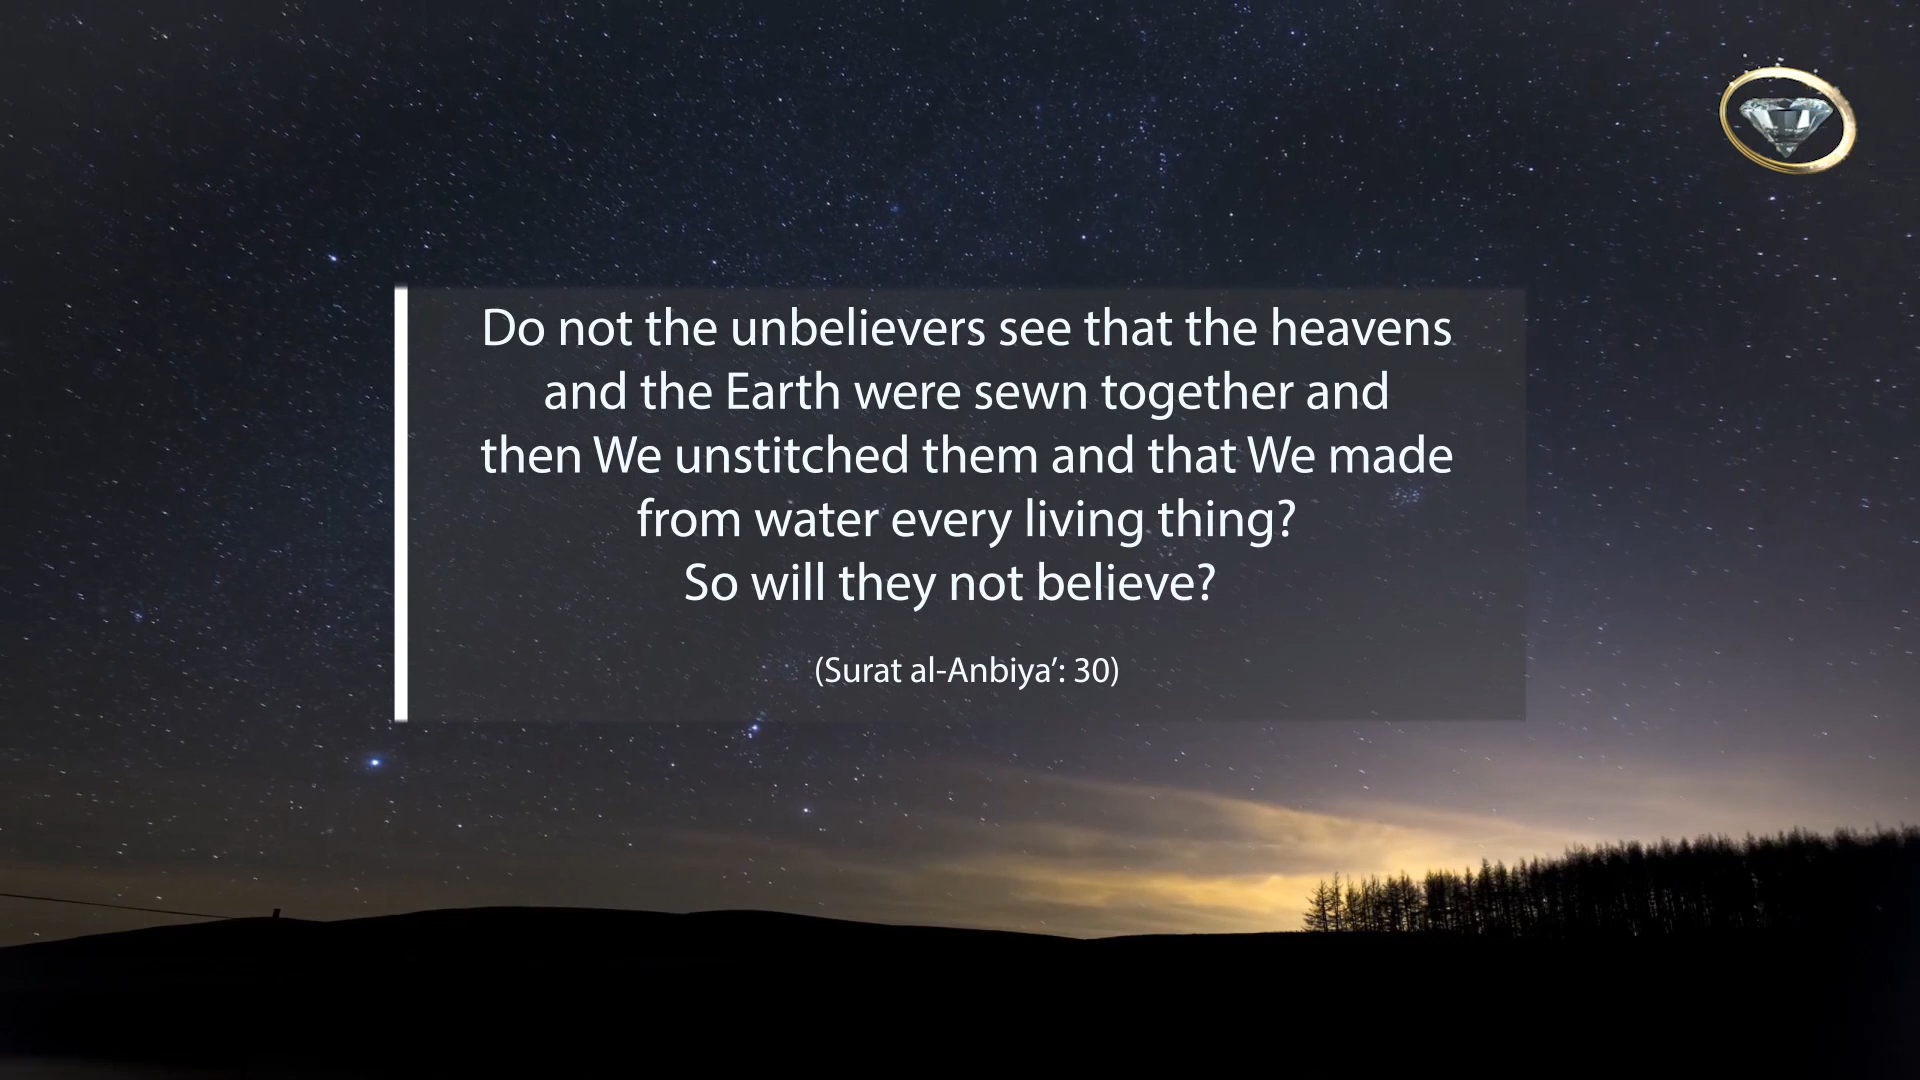 Do not the unbelievers see that the heavens
and the Earth were sewn together and
then We unstitched them and that We made
from water every living thing?
So will they not believe?
(Surat al-Anbiya’: 30)